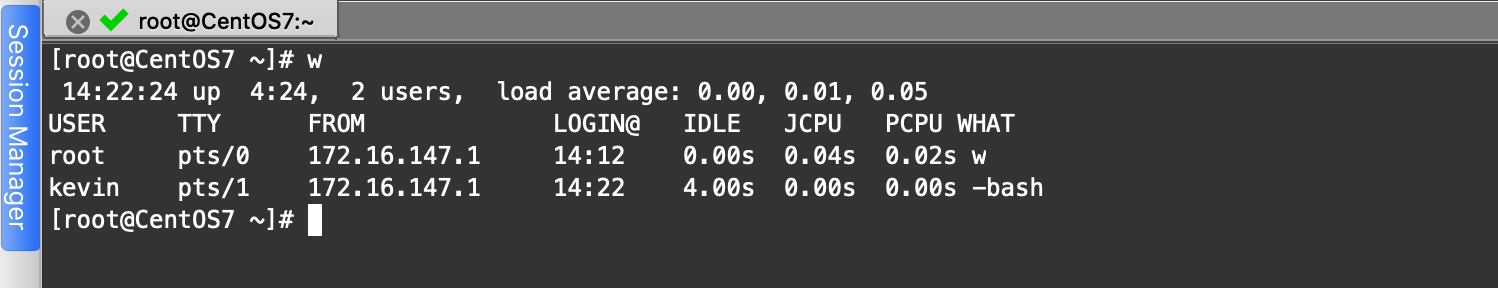 Session Manager
root@CentOS7:~
[root@CentOS7 ~]# w
 14:22:24 up  4:24,  2 users,  load average: 0.00, 0.01, 0.05
USER     TTY      FROM             LOGIN@   IDLE   JCPU   PCPU WHAT
root     pts/0    172.16.147.1     14:12    0.00s  0.04s  0.02s w
kevin    pts/1    172.16.147.1     14:22    4.00s  0.00s  0.00s -bash
[root@CentOS7 ~]#